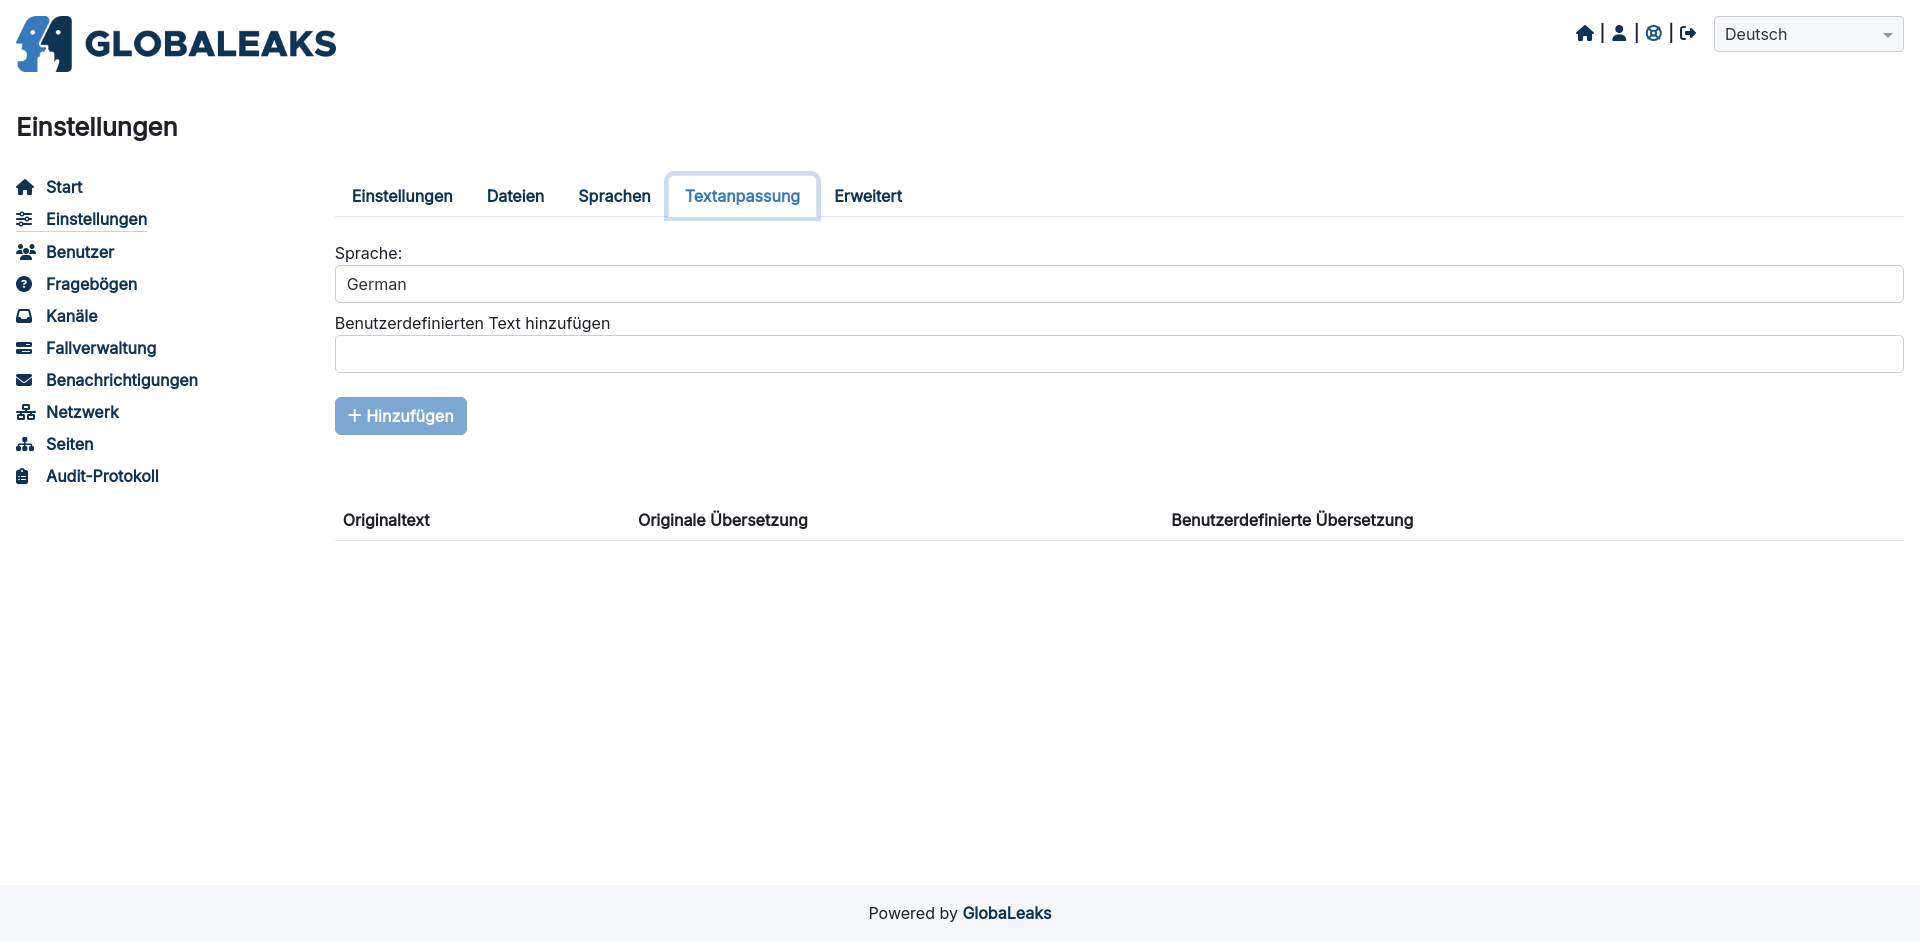 GLOBALEAKS
| | |
Deutsch
Einstellungen
Start
Einstellungen
Benutzer
Fragebögen
Kanäle
Fallverwaltung
Benachrichtigungen
Netzwerk
Seiten
Audit-Protokoll
Einstellungen Dateien Sprachen Textanpassung Erweitert
Sprache:
German
Benutzerdefinierten Text hinzufügen
+ Hinzufügen
Originaltext Originale Übersetzung Benutzerdefinierte Übersetzung
Powered by GlobaLeaks